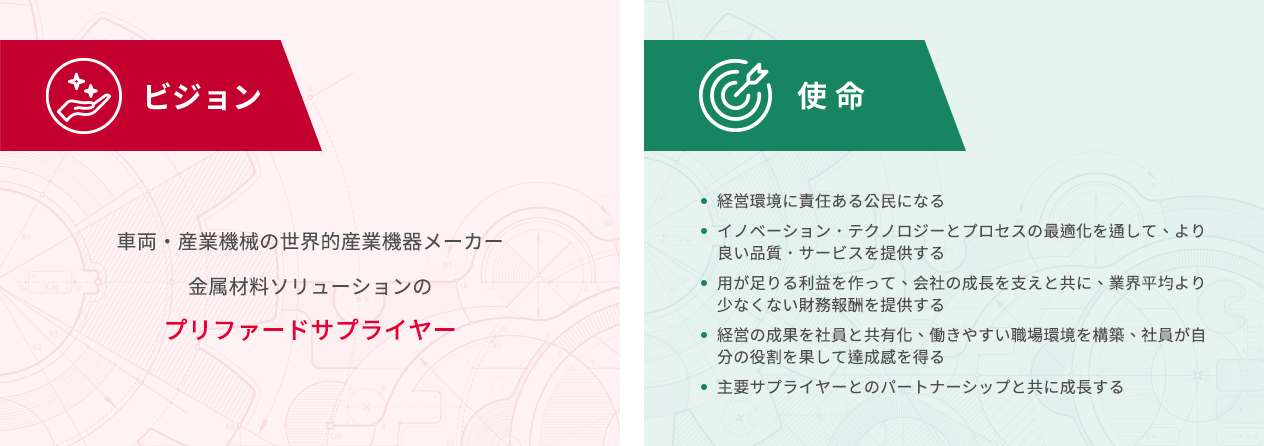 ビジョン
車両・産業機械の世界的産業機器メーカー
金属材料ソリューションの
プリファードサプライヤー
使命
経営環境に責任ある公民になる
イノベーション・テクノロジーとプロセスの最適化を通して、より
良い品質・サービスを提供する
用が足りる利益を作って、会社の成長を支えと共に、業界平均より
少なくない財務報酬を提供する
経営の成果を社員と共有化、働きやすい職場環境を構築、社員が自
分の役割を果して達成感を得る
主要サプライヤーとのパートナーシップと共に成長する